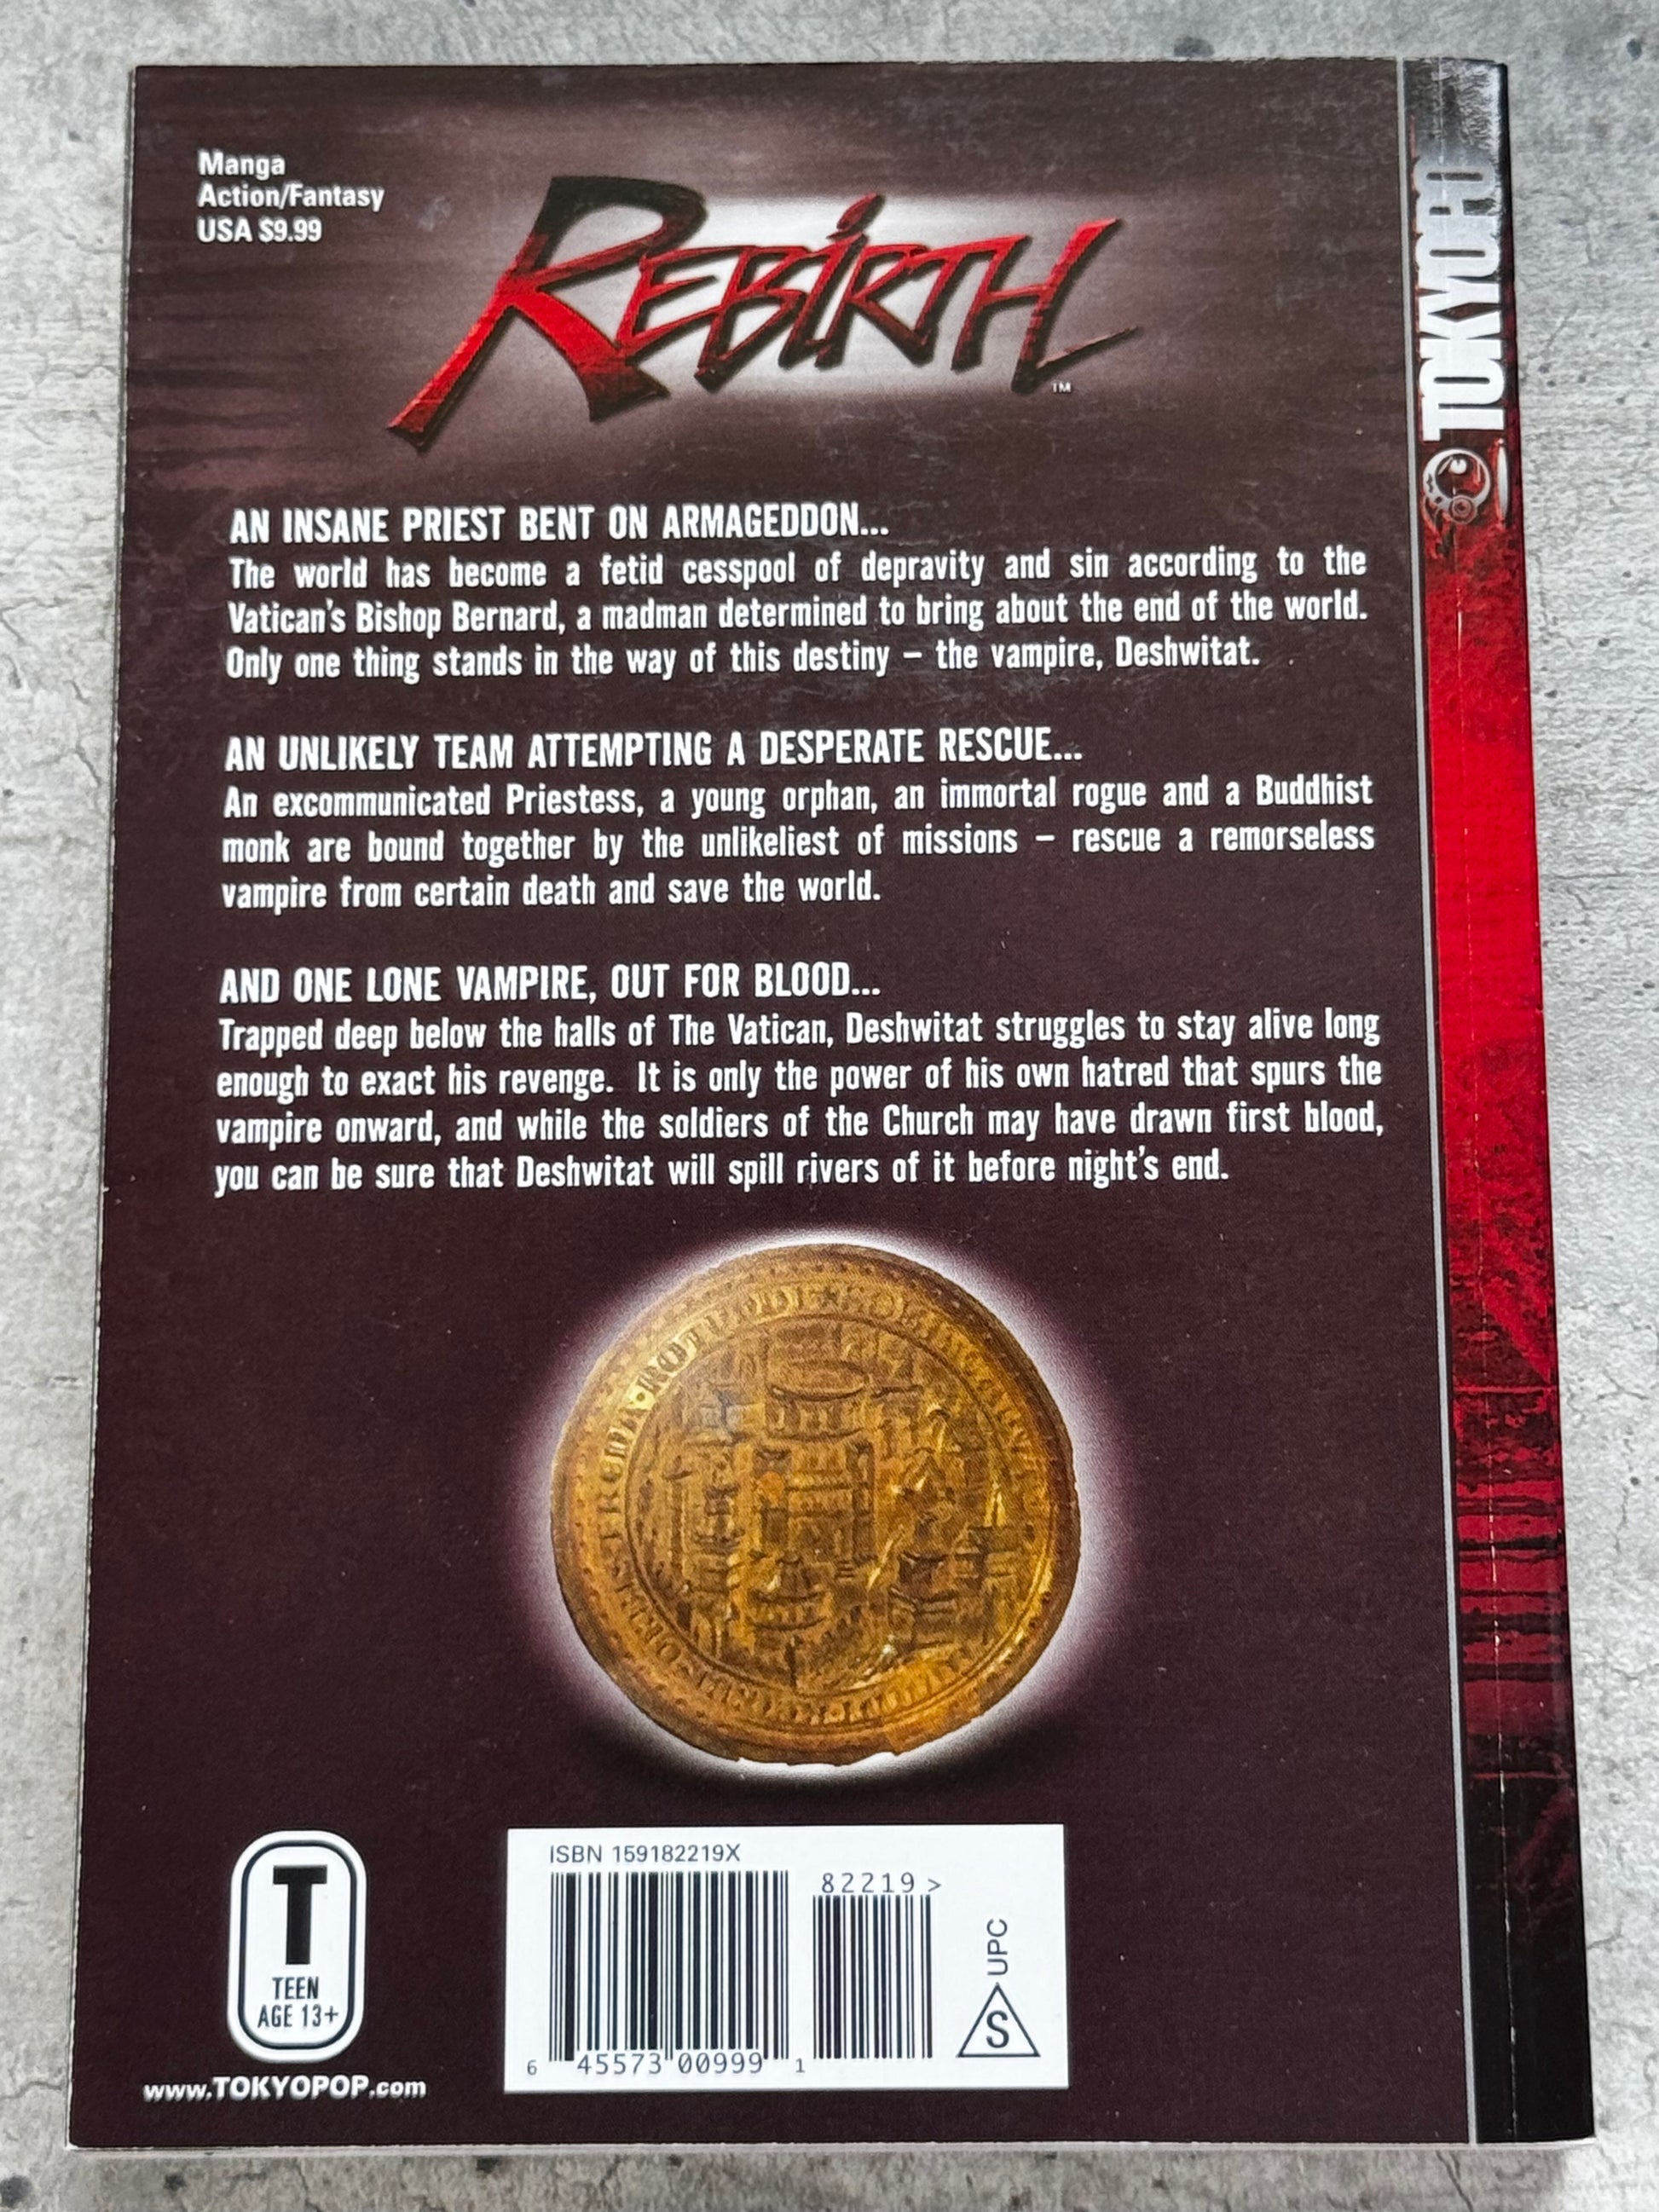 Manga
Action/Fantasy
USA $9.99
REBIRTH
™
TOKYOPOP
AN INSANE PRIEST BENT ON ARMAGEDDON...
The world has become a fetid cesspool of depravity and sin according to the
Vatican's Bishop Bernard, a madman determined to bring about the end of the world.
Only one thing stands in the way of this destiny – the vampire, Deshwitat.
AN UNLIKELY TEAM ATTEMPTING A DESPERATE RESCUE...
An excommunicated Priestess, a young orphan, an immortal rogue and a Buddhist
monk are bound together by the unlikeliest of missions – rescue a remorseless
vampire from certain death and save the world.
AND ONE LONE VAMPIRE, OUT FOR BLOOD...
Trapped deep below the halls of The Vatican, Deshwitat struggles to stay alive long
enough to exact his revenge. It is only the power of his own hatred that spurs the
vampire onward, and while the soldiers of the Church may have drawn first blood,
you can be sure that Deshwitat will spill rivers of it before night's end.
T
TEEN
AGE 13+
www.TOKYOPOP.com
ISBN 159182219X
82219 >
6 45573 00999 1
UPC
S